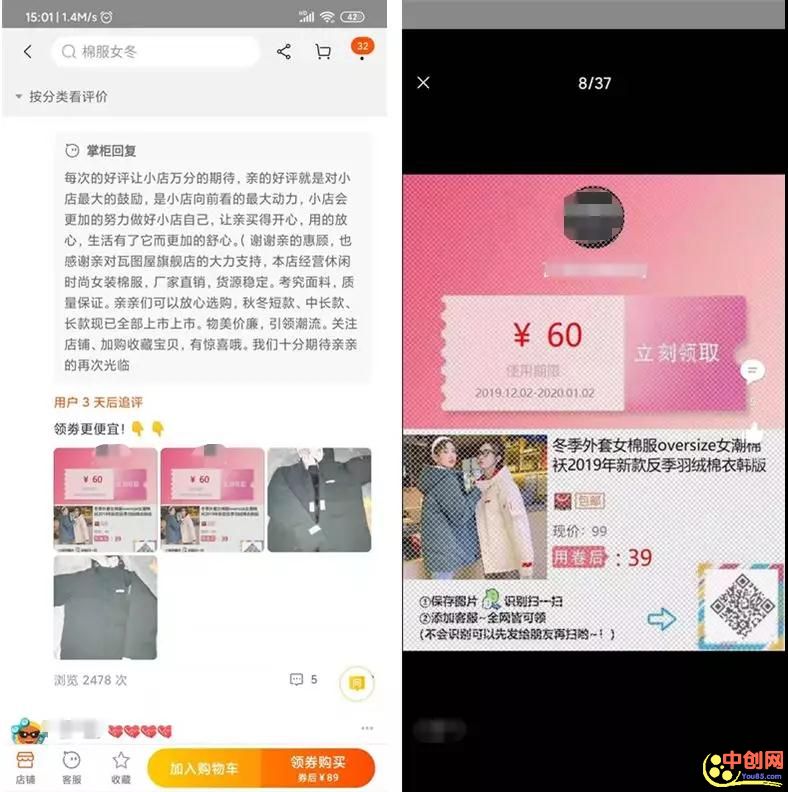 15:01 | 1.4M/s
42
棉服女冬
32
按分类看评价
掌柜回复
每次的好评让小店万分的期待，亲的好评就是对小
店最大的鼓励，是小店向前看的最大动力，小店会
更加的努力做好小店自己，让亲买得开心，用的放
心，生活有了它而更加的舒心。（谢谢亲的惠顾，也
感谢亲对瓦图屋旗舰店的大力支持，本店经营休闲
时尚女装棉服，厂家直销，货源稳定。考究面料，质
量保证。亲亲们可以放心选购，秋冬短款、中长款、
长款现已全部上市上市。物美价廉，引领潮流。关注
店铺、加购收藏宝贝，有惊喜哦。我们十分期待亲亲
的再次光临
用户 3 天后追评
领券更便宜！👇👇
¥ 60
¥ 60
浏览 2478 次
5
问
店铺
客服
收藏
加入购物车
领券购买
券后¥89
8/37
¥ 60
立刻领取
使用期限
2019.12.02-2020.01.02
冬季外套女棉服oversize女潮棉
袄2019年新款反季羽绒棉衣韩版
包邮
现价：99
用卷后：39
①保存图片 识别扫一扫
②添加客服~全网皆可领
(不会识别可以先发给朋友再扫哟~！)
中创网
You85.com